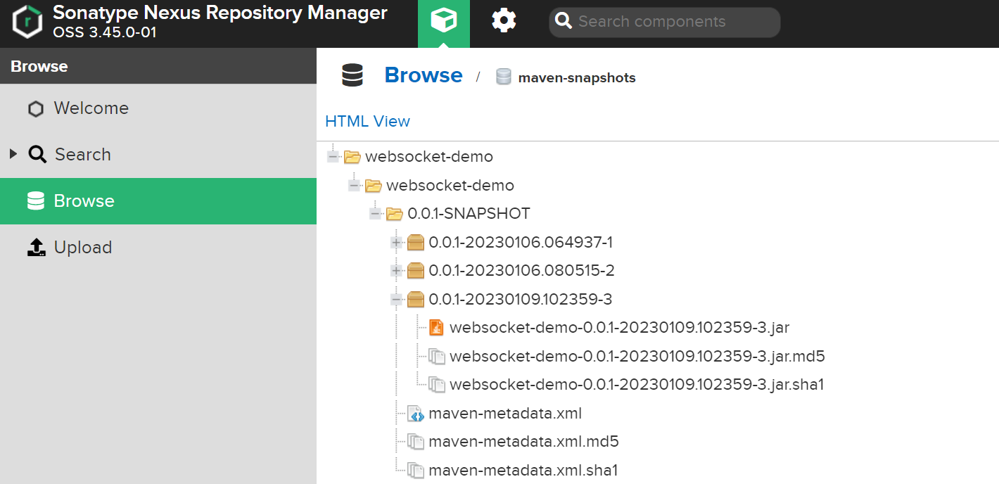 Sonatype Nexus Repository Manager
OSS 3.45.0-01
Search components
Browse
Welcome
Search
Browse
Upload
Browse / maven-snapshots
HTML View
websocket-demo
websocket-demo
0.0.1-SNAPSHOT
0.0.1-20230106.064937-1
0.0.1-20230106.080515-2
0.0.1-20230109.102359-3
websocket-demo-0.0.1-20230109.102359-3.jar
websocket-demo-0.0.1-20230109.102359-3.jar.md5
websocket-demo-0.0.1-20230109.102359-3.jar.sha1
maven-metadata.xml
maven-metadata.xml.md5
maven-metadata.xml.sha1